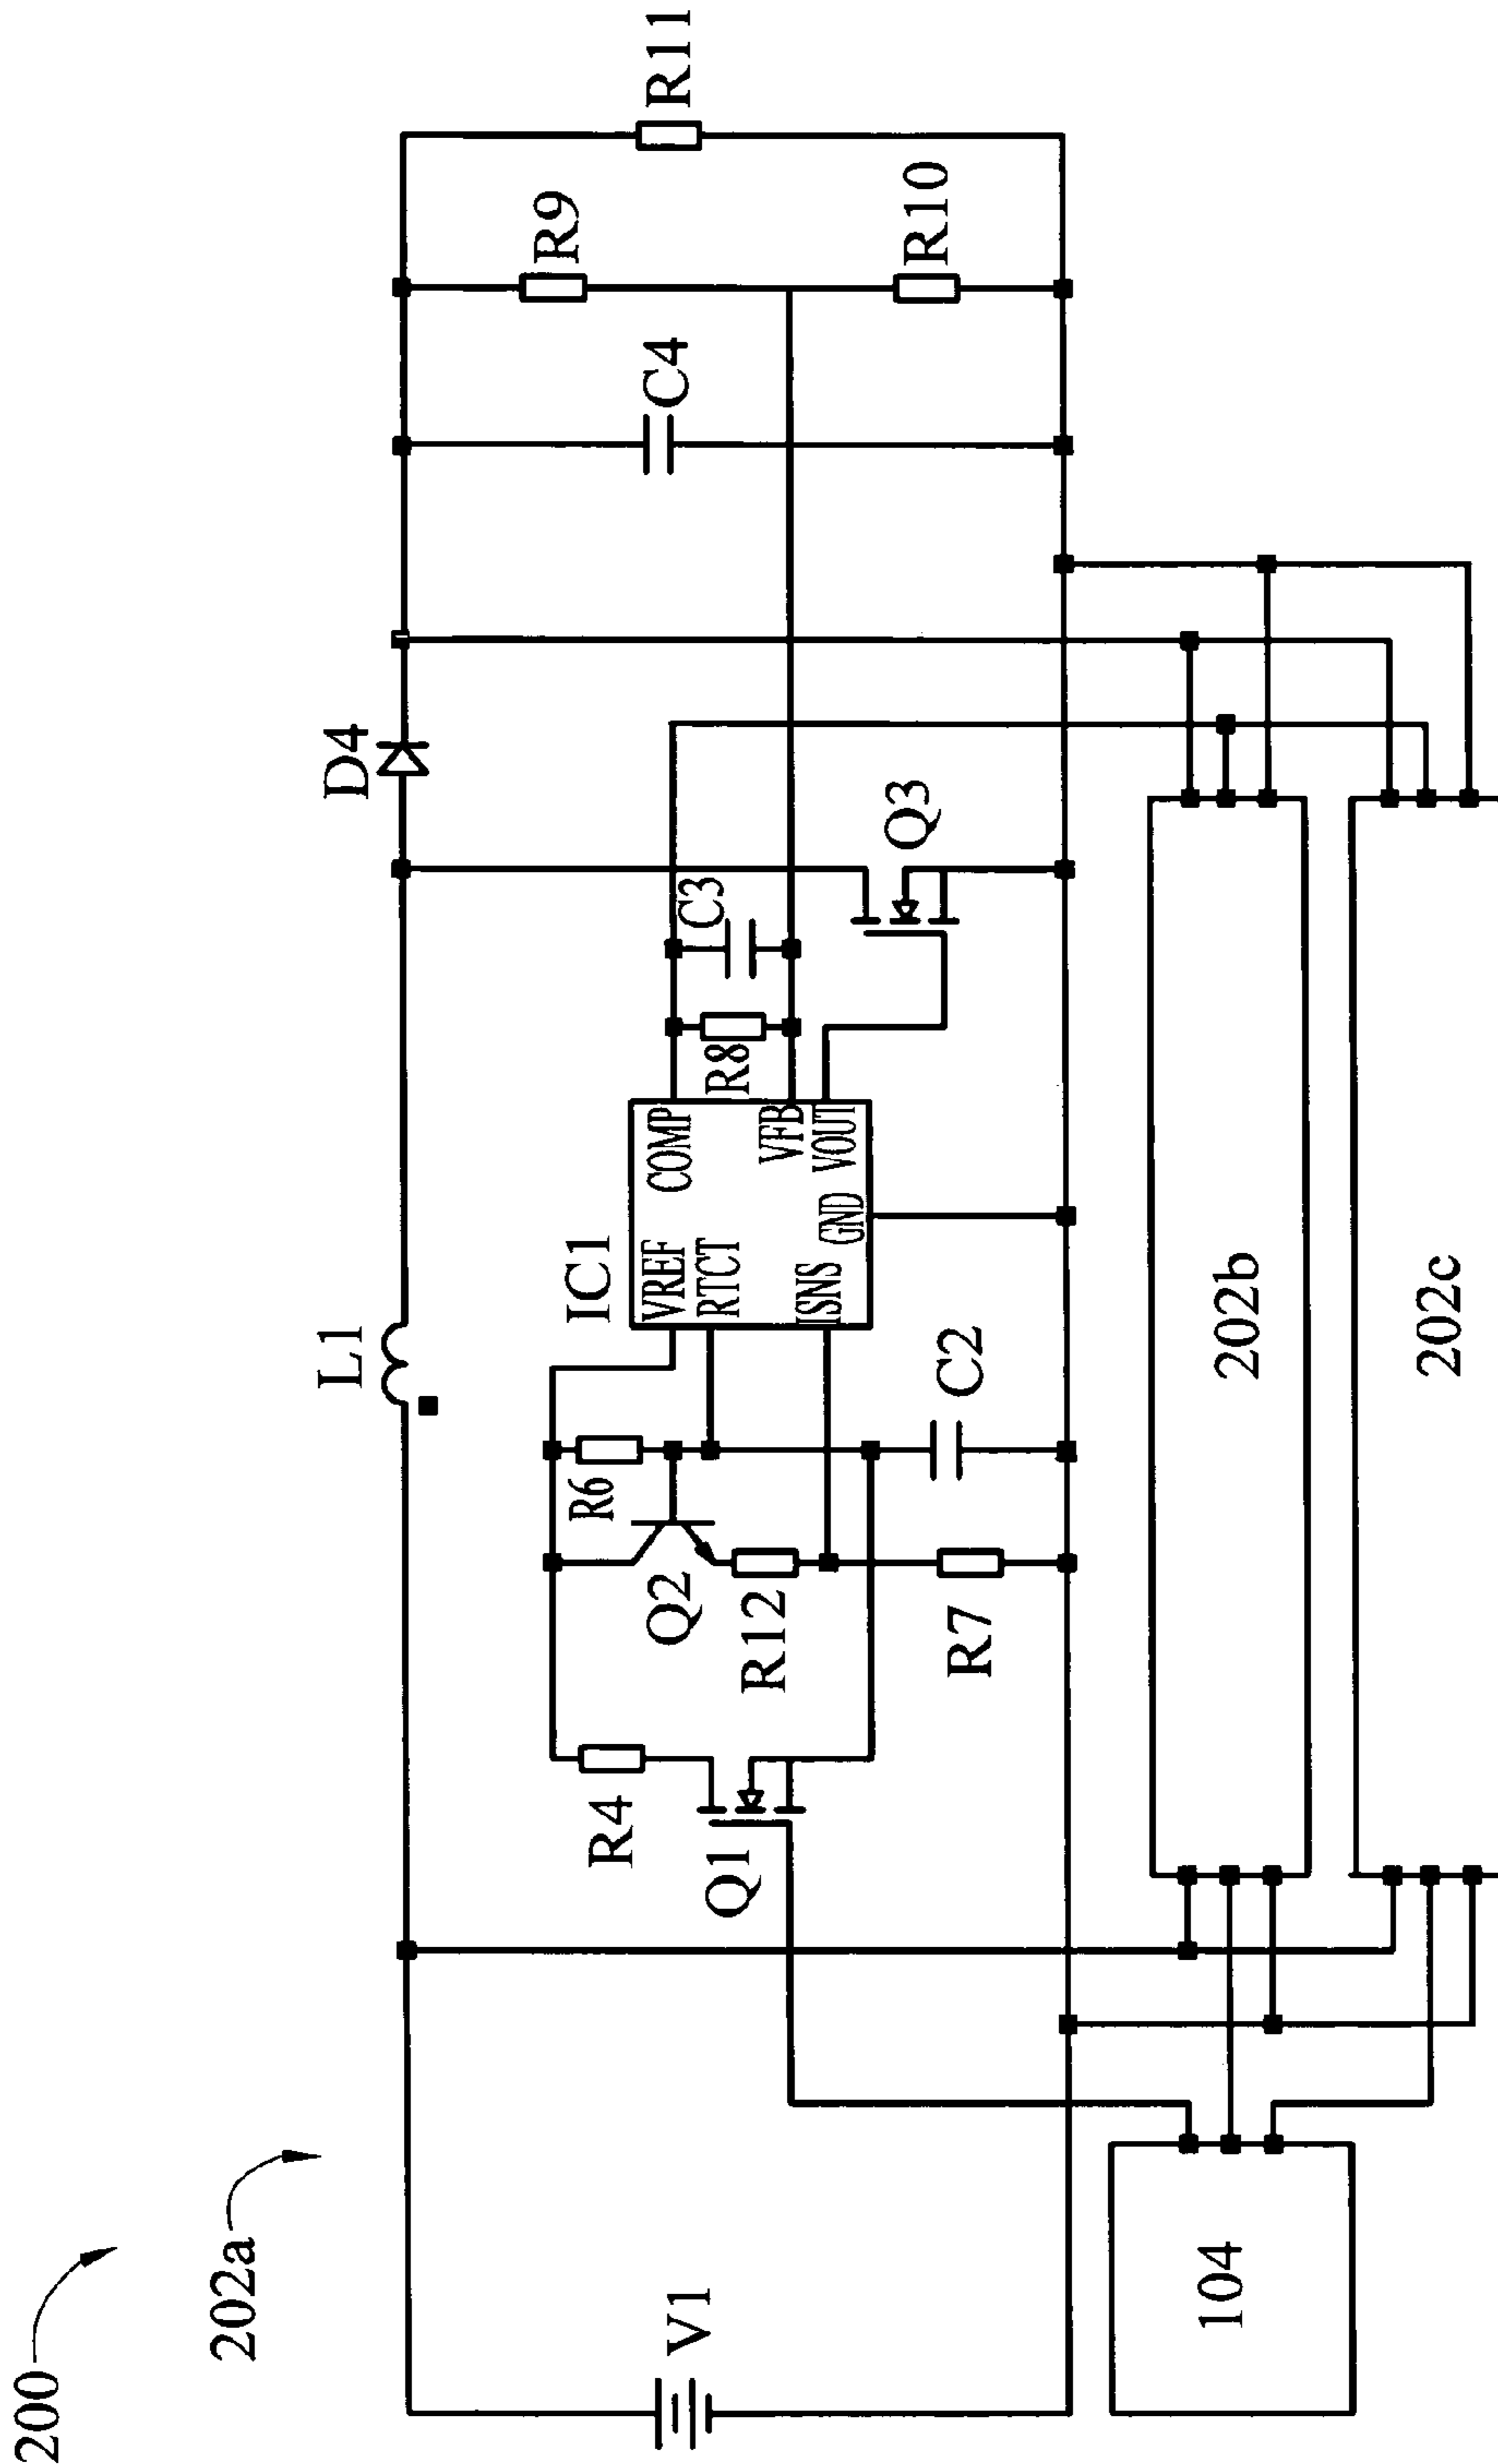 200
202a
L1
D4
R11
R9
R10
C4
V1
R4
Q1
Q2
R6
R12
R7
C2
IC1
VREF
RTCT
ISNS
GND
COMP
VFB
VOUT
R8
C3
Q3
104
202b
202c